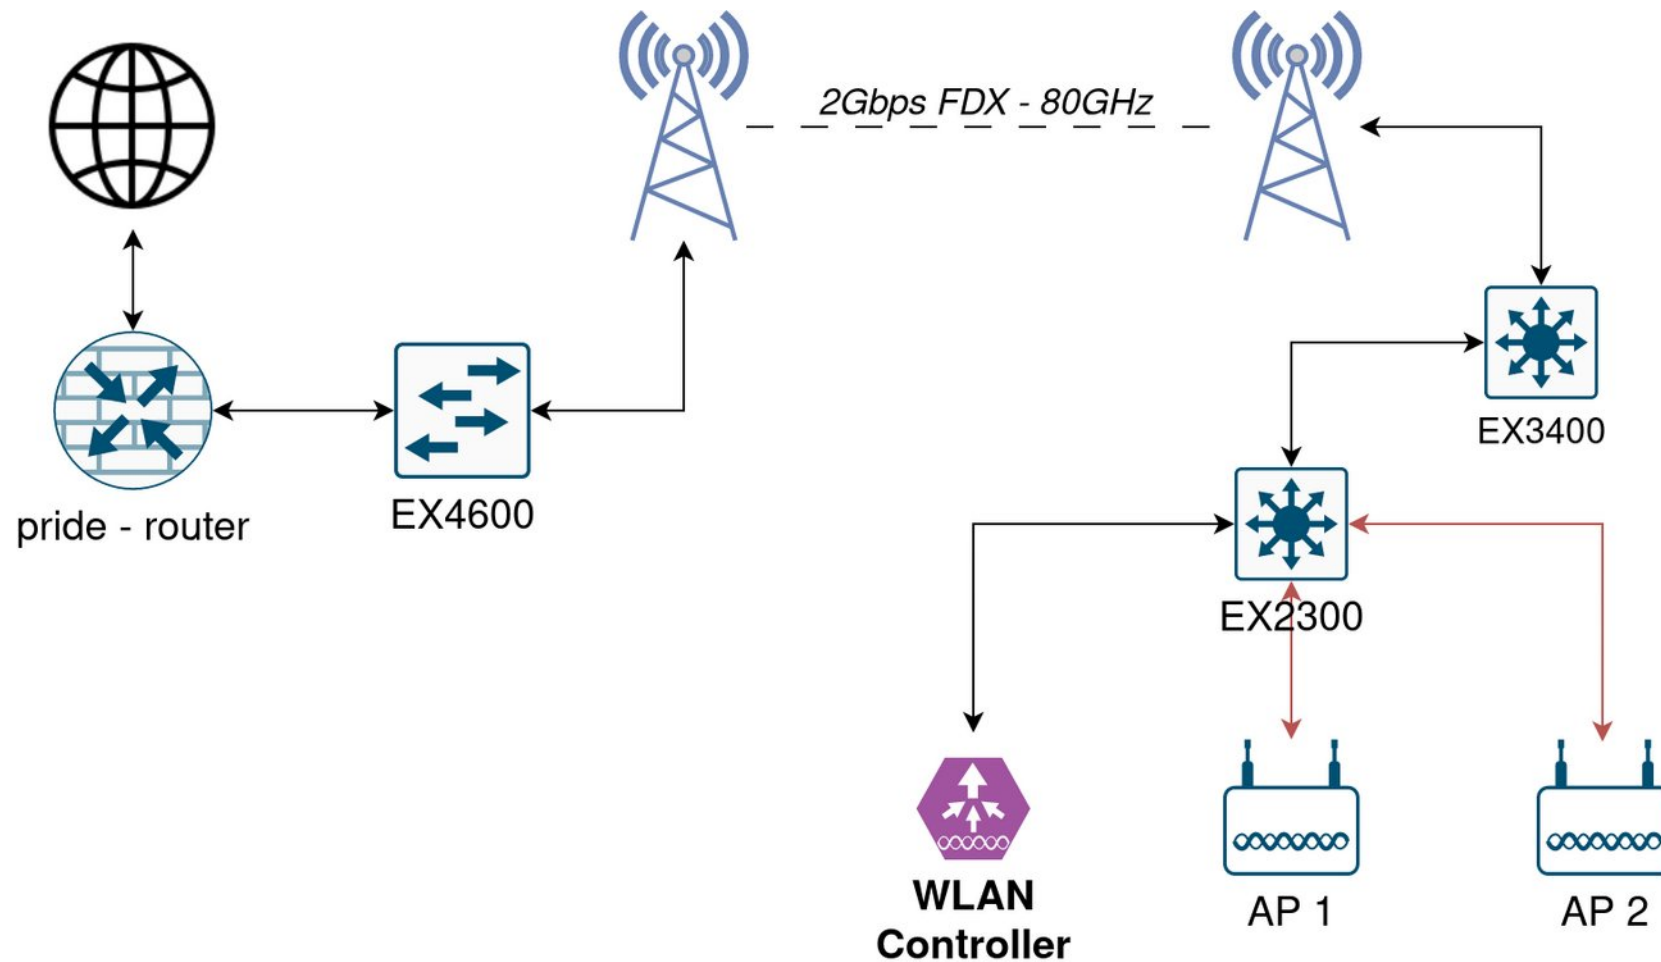 2Gbps FDX - 80GHz
EX3400
pride - router
EX4600
EX2300
WLAN
Controller
AP 1
AP 2